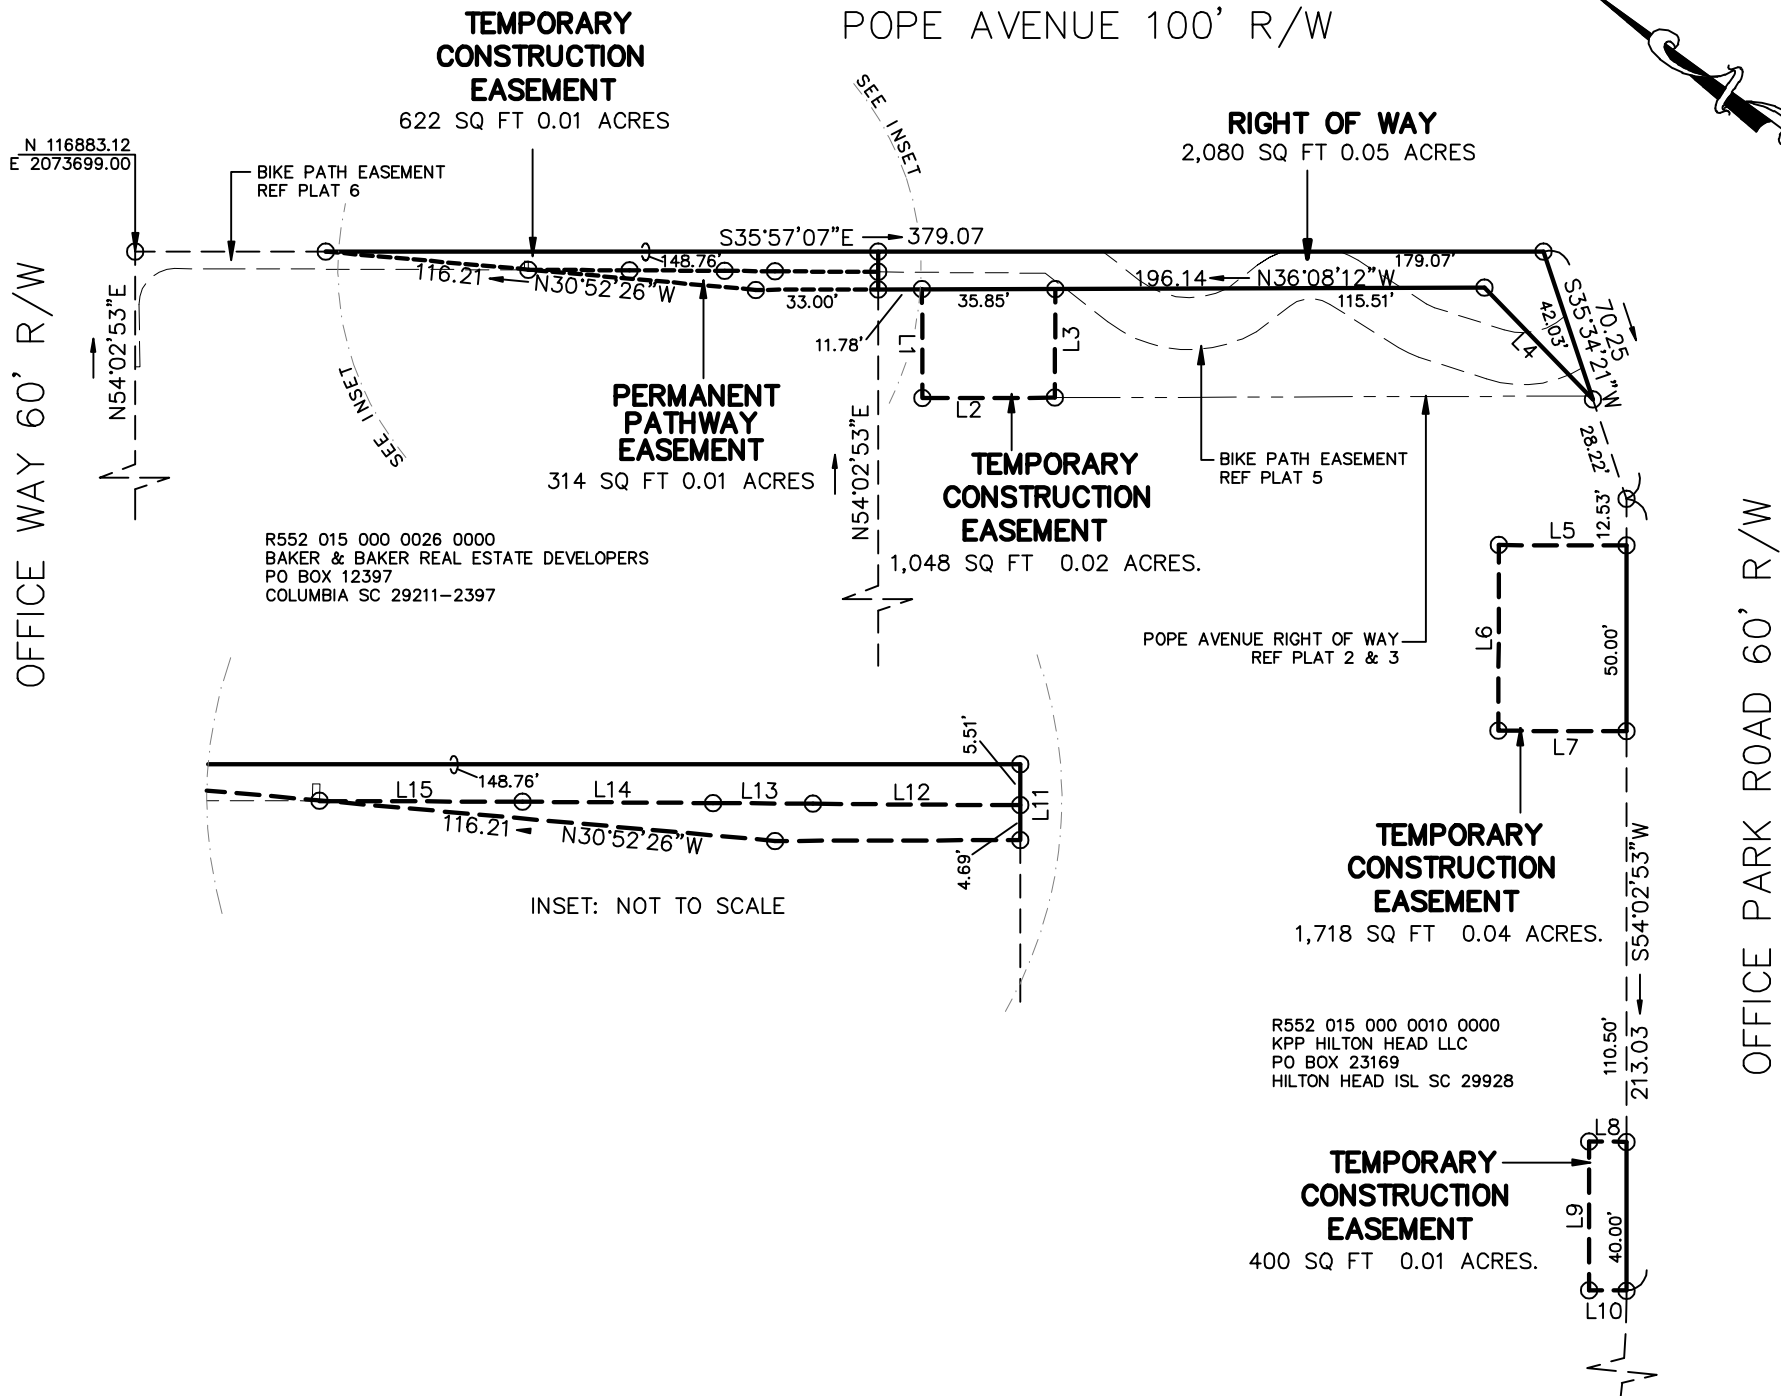 POPE AVENUE 100' R/W
TEMPORARY
CONSTRUCTION
EASEMENT
622 SQ FT 0.01 ACRES
RIGHT OF WAY
2,080 SQ FT 0.05 ACRES
SEE INSET
N 116883.12
E 2073699.00
BIKE PATH EASEMENT
REF PLAT 6
S35°57'07"E
379.07
148.76'
116.21
N30°52'26"W
33.00'
11.78'
35.85'
196.14
N36°08'12"W
179.07'
115.51'
L1
L2
L3
L4
42.03'
S35°34'21"W
70.25
28.22'
12.53'
OFFICE WAY 60' R/W
N54°02'53"E
SEE INSET
PERMANENT
PATHWAY
EASEMENT
314 SQ FT 0.01 ACRES
N54°02'53"E
TEMPORARY
CONSTRUCTION
EASEMENT
1,048 SQ FT 0.02 ACRES.
BIKE PATH EASEMENT
REF PLAT 5
R552 015 000 0026 0000
BAKER & BAKER REAL ESTATE DEVELOPERS
PO BOX 12397
COLUMBIA SC 29211-2397
POPE AVENUE RIGHT OF WAY
REF PLAT 2 & 3
L5
L6
50.00'
L7
OFFICE PARK ROAD 60' R/W
5.51'
148.76'
L15
L14
L13
L12
L11
116.21
N30°52'26"W
4.69'
INSET: NOT TO SCALE
TEMPORARY
CONSTRUCTION
EASEMENT
1,718 SQ FT 0.04 ACRES.
S54°02'53"W
213.03
110.50'
R552 015 000 0010 0000
KPP HILTON HEAD LLC
PO BOX 23169
HILTON HEAD ISL SC 29928
L8
TEMPORARY
CONSTRUCTION
EASEMENT
400 SQ FT 0.01 ACRES.
L9
40.00'
L10